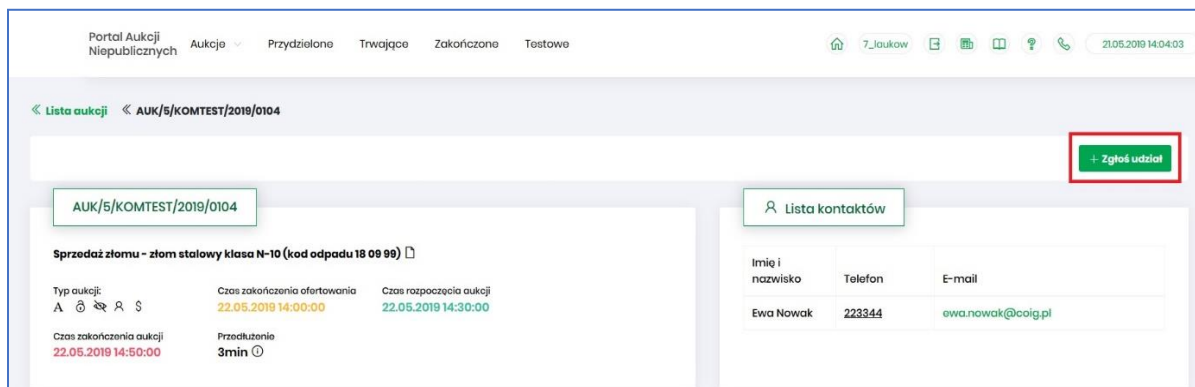 Portal Aukcji
Niepublicznych
Aukcje Przydzielone Trwające Zakończone Testowe 7_laukow 21.05.2019 14:04:03
Lista aukcji AUK/5/KOMTEST/2019/0104
+ Zgłoś udział
AUK/5/KOMTEST/2019/0104
Lista kontaktów
Sprzedaż złomu - złom stalowy klasa N-10 (kod odpadu 18 09 99)
Typ aukcji: Czas zakończenia ofertowania Czas rozpoczęcia aukcji
A $ 22.05.2019 14:00:00 22.05.2019 14:30:00
Czas zakończenia aukcji Przedłużenie
22.05.2019 14:50:00 3min
Imię i
nazwisko Telefon E-mail
Ewa Nowak 223344 ewa.nowak@coig.pl